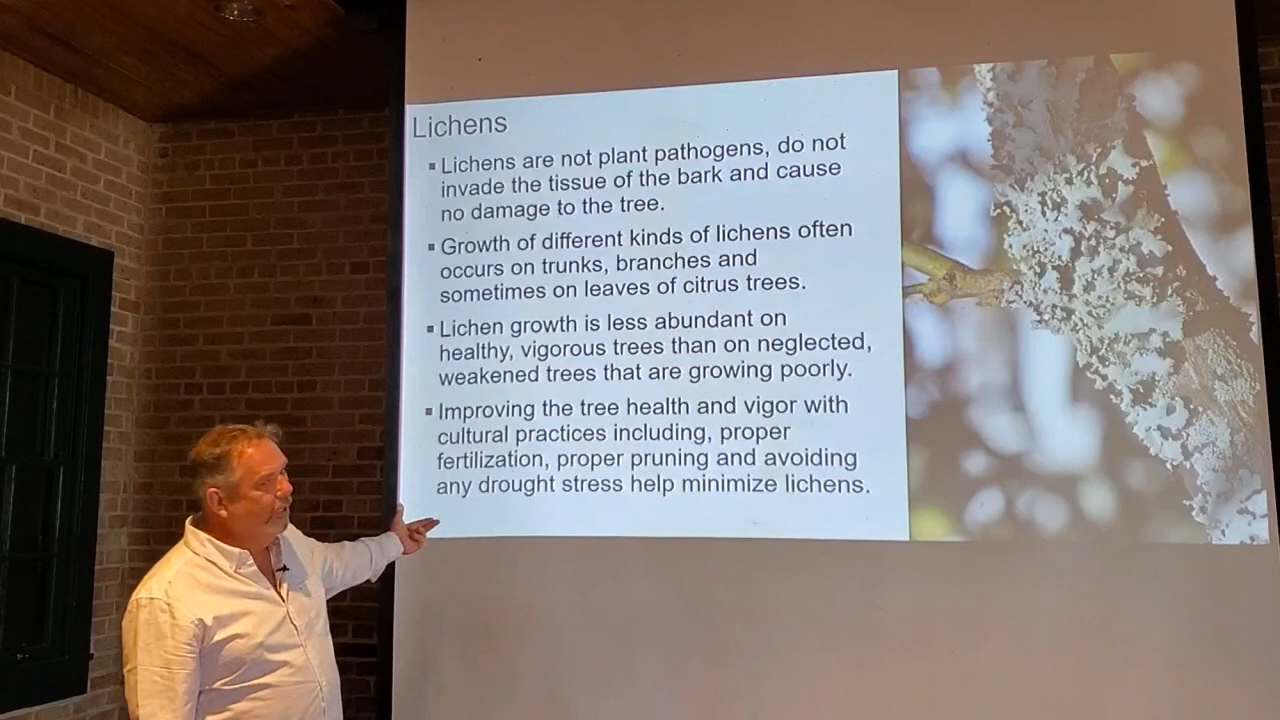 Lichens
▪ Lichens are not plant pathogens, do not
invade the tissue of the bark and cause
no damage to the tree.
▪ Growth of different kinds of lichens often
occurs on trunks, branches and
sometimes on leaves of citrus trees.
▪ Lichen growth is less abundant on
healthy, vigorous trees than on neglected,
weakened trees that are growing poorly.
▪ Improving the tree health and vigor with
cultural practices including, proper
fertilization, proper pruning and avoiding
any drought stress help minimize lichens.